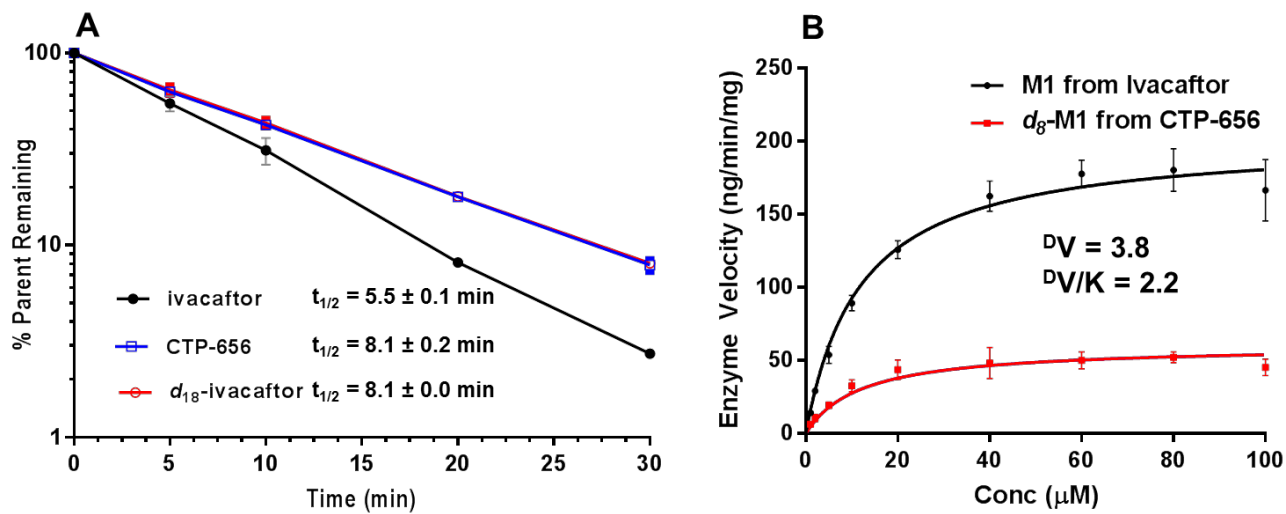 A
100
10
1
% Parent Remaining
ivacaftor t1/2 = 5.5 ± 0.1 min
CTP-656 t1/2 = 8.1 ± 0.2 min
d18-ivacaftor t1/2 = 8.1 ± 0.0 min
0 5 10 20 30
Time (min)
B
250
200
150
100
50
0
Enzyme Velocity (ng/min/mg)
M1 from Ivacaftor
d8-M1 from CTP-656
DV = 3.8
DV/K = 2.2
0 20 40 60 80 100
Conc (μM)